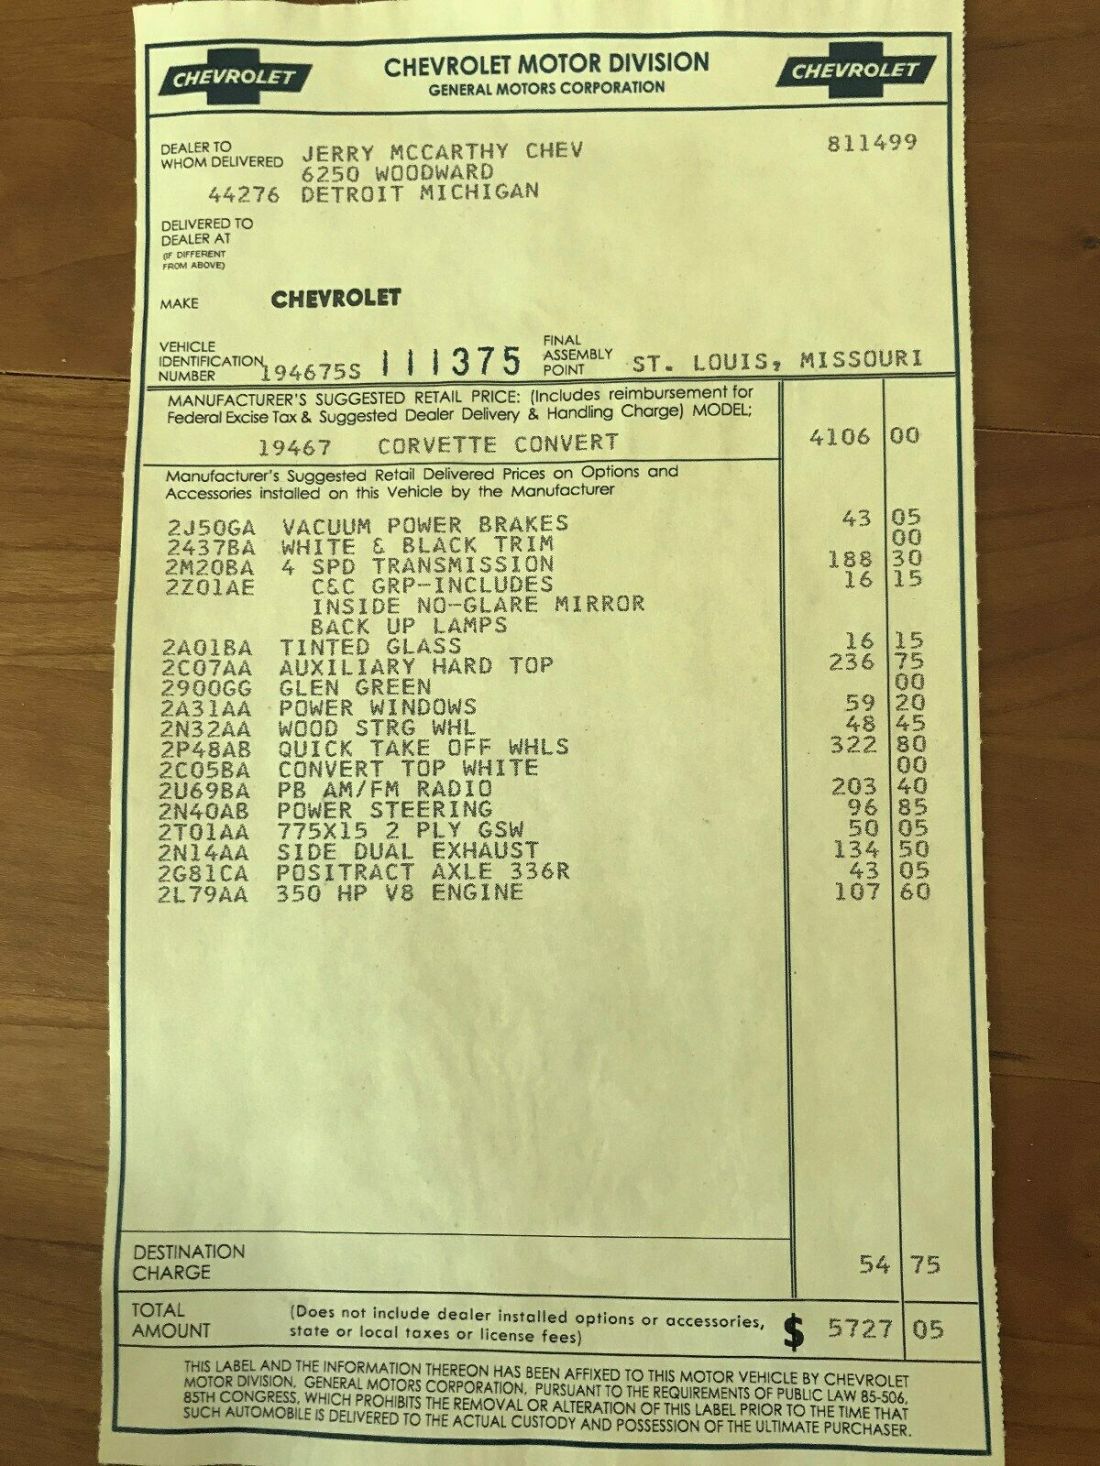 CHEVROLET
CHEVROLET MOTOR DIVISION
GENERAL MOTORS CORPORATION
CHEVROLET
DEALER TO
WHOM DELIVERED
JERRY MCCARTHY CHEV
811499
6250 WOODWARD
44276 DETROIT MICHIGAN
DELIVERED TO
DEALER AT
(IF DIFFERENT
FROM ABOVE)
MAKE CHEVROLET
VEHICLE
IDENTIFICATION
NUMBER
194675S 111375
FINAL
ASSEMBLY
POINT
ST. LOUIS, MISSOURI
MANUFACTURER'S SUGGESTED RETAIL PRICE: (Includes reimbursement for
Federal Excise Tax & Suggested Dealer Delivery & Handling Charge) MODEL;
19467 CORVETTE CONVERT 4106 00
Manufacturer's Suggested Retail Delivered Prices on Options and
Accessories installed on this Vehicle by the Manufacturer
2J50GA VACUUM POWER BRAKES 43 05
2437BA WHITE & BLACK TRIM 00
2M20BA 4 SPD TRANSMISSION 188 30
2Z01AE C&C GRP-INCLUDES 16 15
INSIDE NO-GLARE MIRROR
BACK UP LAMPS
2A01BA TINTED GLASS 16 15
2C07AA AUXILIARY HARD TOP 236 75
2900GG GLEN GREEN 00
2A31AA POWER WINDOWS 59 20
2N32AA WOOD STRG WHL 48 45
2P48AB QUICK TAKE OFF WHLS 322 80
2C05BA CONVERT TOP WHITE 00
2U69BA PB AM/FM RADIO 203 40
2N40AB POWER STEERING 96 85
2T01AA 775X15 2 PLY GSW 50 05
2N14AA SIDE DUAL EXHAUST 134 50
2G81CA POSITRACT AXLE 336R 43 05
2L79AA 350 HP V8 ENGINE 107 60
DESTINATION
CHARGE
54 75
TOTAL
AMOUNT
(Does not include dealer installed options or accessories,
state or local taxes or license fees)
$ 5727 05
THIS LABEL AND THE INFORMATION THEREON HAS BEEN AFFIXED TO THIS MOTOR VEHICLE BY CHEVROLET
MOTOR DIVISION, GENERAL MOTORS CORPORATION, PURSUANT TO THE REQUIREMENTS OF PUBLIC LAW 85-506,
85TH CONGRESS, WHICH PROHIBITS THE REMOVAL OR ALTERATION OF THIS LABEL PRIOR TO THE TIME THAT
SUCH AUTOMOBILE IS DELIVERED TO THE ACTUAL CUSTODY AND POSSESSION OF THE ULTIMATE PURCHASER.